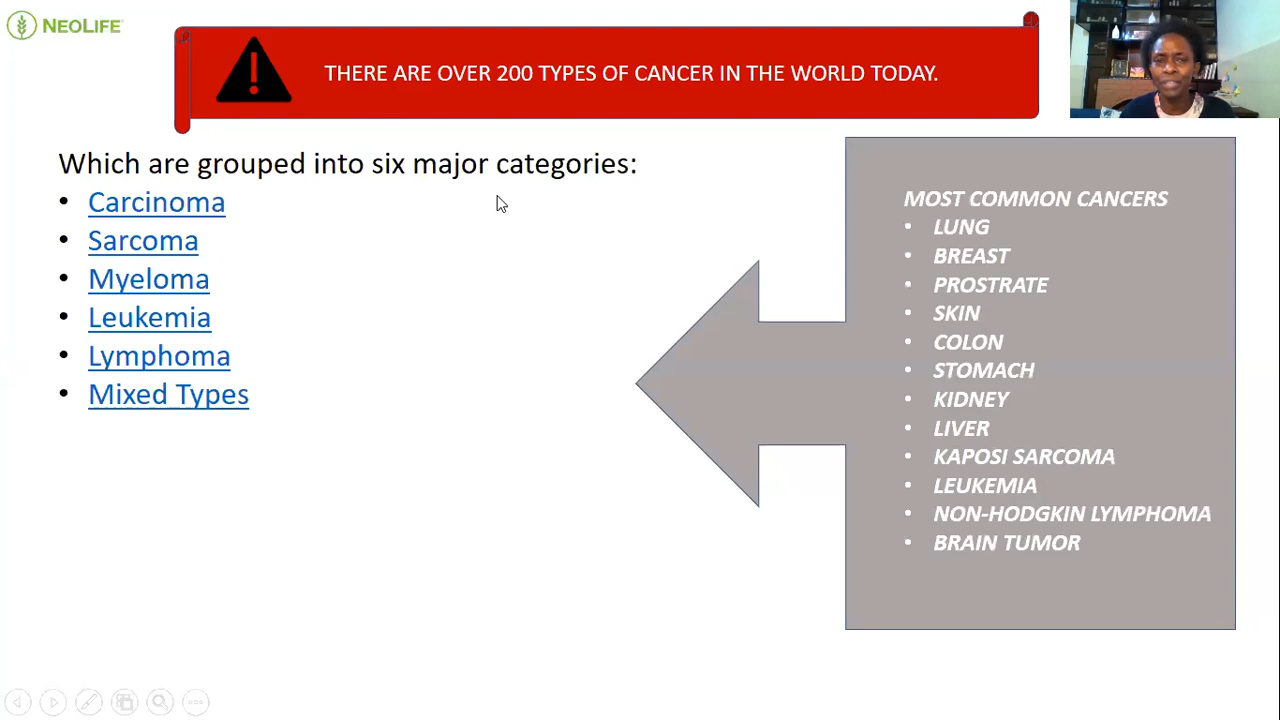 NEOLIFE
THERE ARE OVER 200 TYPES OF CANCER IN THE WORLD TODAY.
Which are grouped into six major categories:
• Carcinoma
• Sarcoma
• Myeloma
• Leukemia
• Lymphoma
• Mixed Types
MOST COMMON CANCERS
• LUNG
• BREAST
• PROSTRATE
• SKIN
• COLON
• STOMACH
• KIDNEY
• LIVER
• KAPOSI SARCOMA
• LEUKEMIA
• NON-HODGKIN LYMPHOMA
• BRAIN TUMOR